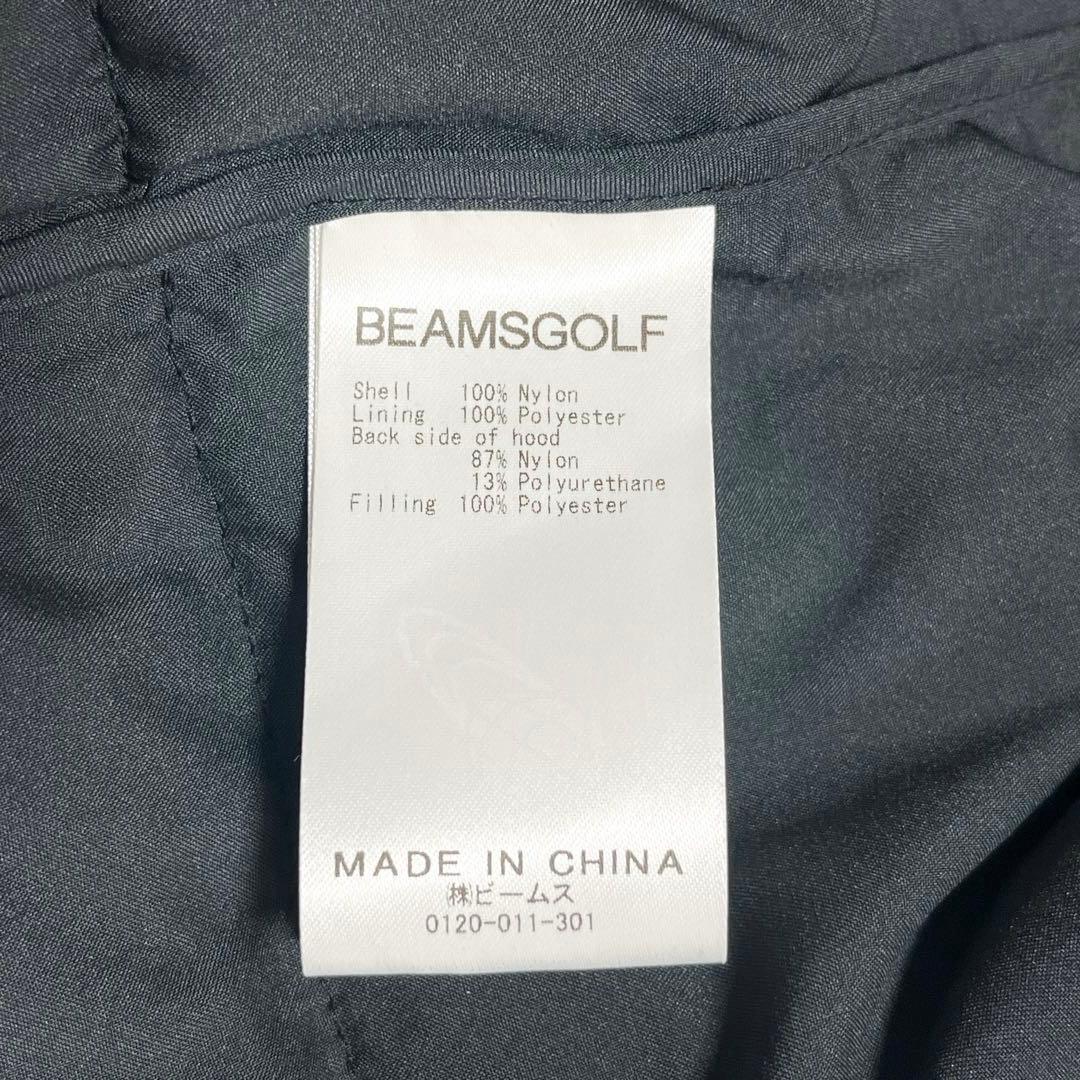 BEAMSGOLF
Shell 100% Nylon
Lining 100% Polyester
Back side of hood
87% Nylon
13% Polyurethane
Filling 100% Polyester
MADE IN CHINA
㈱ビームス
0120-011-301